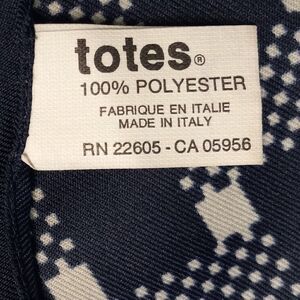 totes®
100% POLYESTER
FABRIQUE EN ITALIE
MADE IN ITALY
RN 22605 - CA 05956